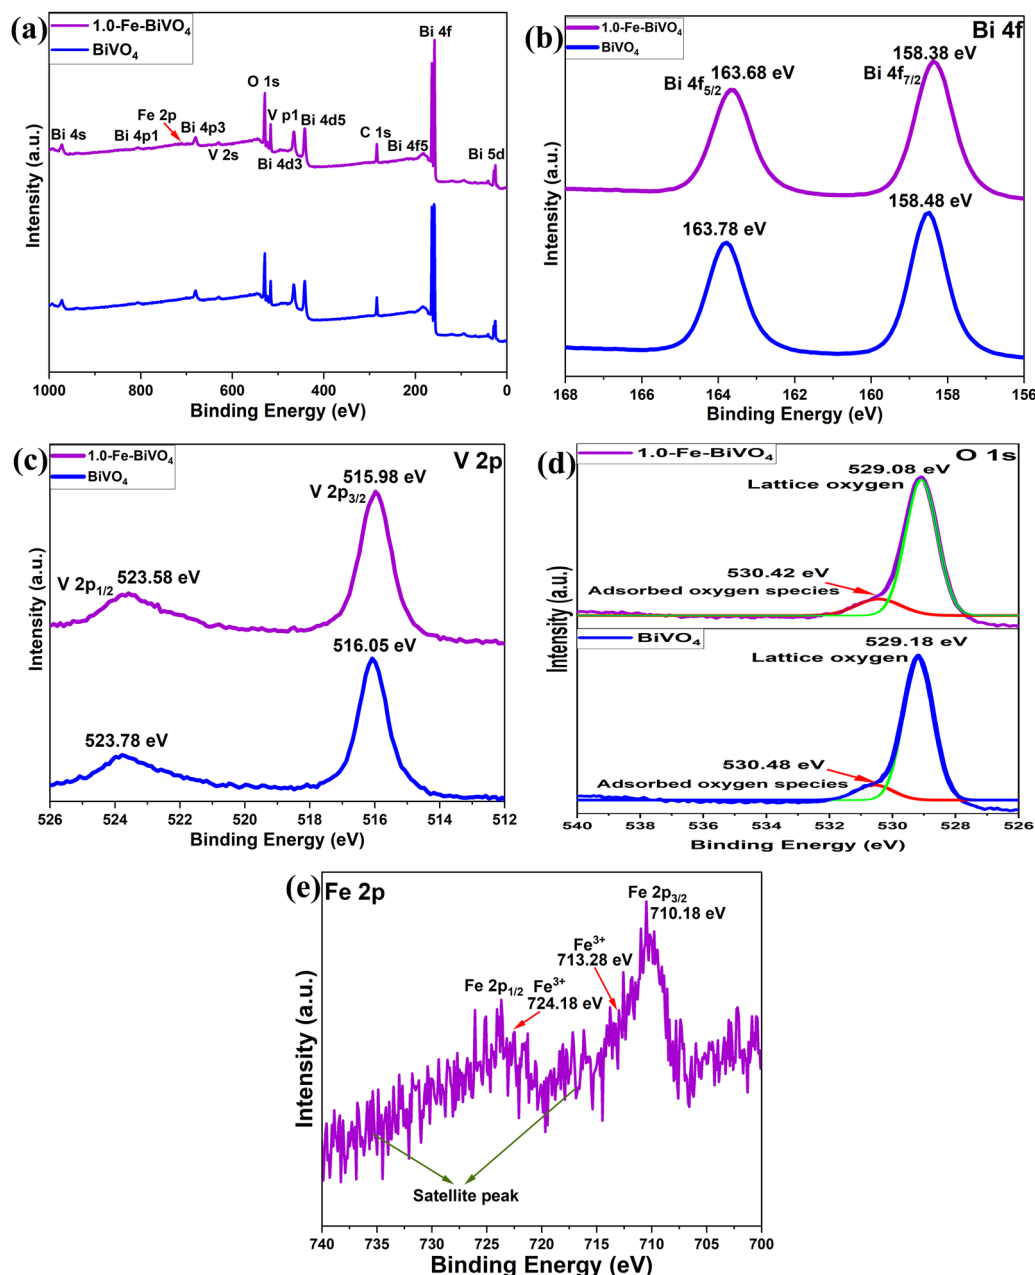 (a)
1.0-Fe-BiVO₄
BiVO₄
Bi 4f
O 1s
V p1
Fe 2p
Bi 4d5
Bi 4s
Bi 4p1
Bi 4p3
C 1s
V 2s
Bi 4d3
Bi 4f5
Bi 5d
Intensity (a.u.)
1000 800 600 400 200 0
Binding Energy (eV)
(b)
1.0-Fe-BiVO₄
BiVO₄
Bi 4f
158.38 eV
163.68 eV
Bi 4f5/2
Bi 4f7/2
158.48 eV
163.78 eV
Intensity (a.u.)
168 166 164 162 160 158 156
Binding Energy (eV)
(c)
1.0-Fe-BiVO₄
BiVO₄
V 2p
515.98 eV
V 2p3/2
V 2p1/2
523.58 eV
516.05 eV
523.78 eV
Intensity (a.u.)
526 524 522 520 518 516 514 512
Binding Energy (eV)
(d)
1.0-Fe-BiVO₄
O 1s
529.08 eV
Lattice oxygen
530.42 eV
Adsorbed oxygen species
BiVO₄
529.18 eV
Lattice oxygen
530.48 eV
Adsorbed oxygen species
Intensity (a.u.)
540 538 536 534 532 530 528 526
Binding Energy (eV)
(e)
Fe 2p
Fe 2p3/2
710.18 eV
Fe³⁺
713.28 eV
Fe 2p1/2
Fe³⁺
724.18 eV
Satellite peak
Intensity (a.u.)
740 735 730 725 720 715 710 705 700
Binding Energy (eV)